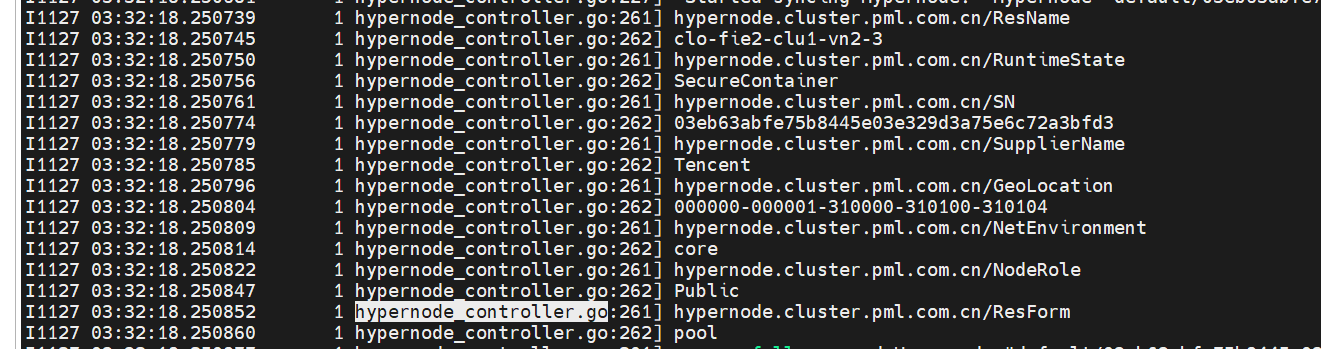 I1127 03:32:18.250739 1 hypernode_controller.go:261] hypernode.cluster.pml.com.cn/ResName
I1127 03:32:18.250745 1 hypernode_controller.go:262] clo-fie2-clu1-vn2-3
I1127 03:32:18.250750 1 hypernode_controller.go:261] hypernode.cluster.pml.com.cn/RuntimeState
I1127 03:32:18.250756 1 hypernode_controller.go:262] SecureContainer
I1127 03:32:18.250761 1 hypernode_controller.go:261] hypernode.cluster.pml.com.cn/SN
I1127 03:32:18.250774 1 hypernode_controller.go:262] 03eb63abfe75b8445e03e329d3a75e6c72a3bfd3
I1127 03:32:18.250779 1 hypernode_controller.go:261] hypernode.cluster.pml.com.cn/SupplierName
I1127 03:32:18.250785 1 hypernode_controller.go:262] Tencent
I1127 03:32:18.250796 1 hypernode_controller.go:261] hypernode.cluster.pml.com.cn/GeoLocation
I1127 03:32:18.250804 1 hypernode_controller.go:262] 000000-000001-310000-310100-310104
I1127 03:32:18.250809 1 hypernode_controller.go:261] hypernode.cluster.pml.com.cn/NetEnvironment
I1127 03:32:18.250814 1 hypernode_controller.go:262] core
I1127 03:32:18.250822 1 hypernode_controller.go:261] hypernode.cluster.pml.com.cn/NodeRole
I1127 03:32:18.250847 1 hypernode_controller.go:262] Public
I1127 03:32:18.250852 1 hypernode_controller.go:261] hypernode.cluster.pml.com.cn/ResForm
I1127 03:32:18.250860 1 hypernode_controller.go:262] pool